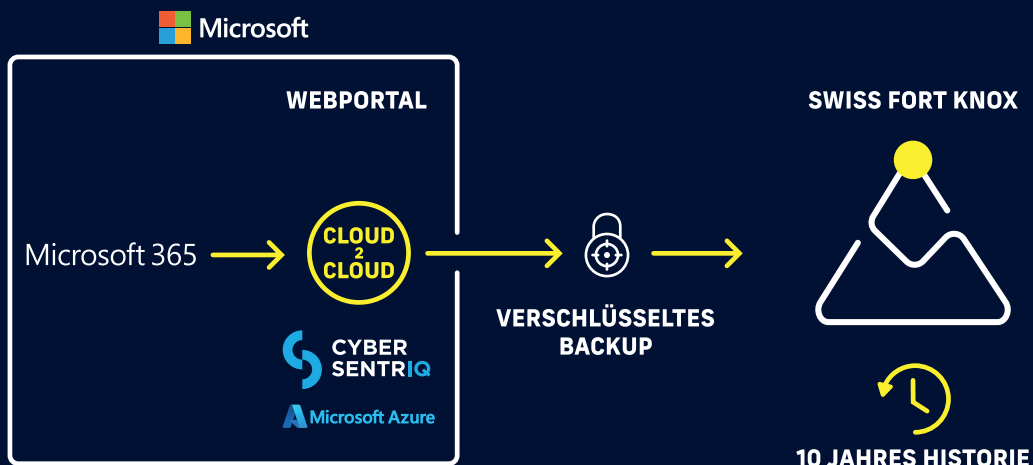 Microsoft
WEBPORTAL
SWISS FORT KNOX
Microsoft 365
CLOUD
2
CLOUD
VERSCHLÜSSELTES
BACKUP
CYBER
SENTRIQ
Microsoft Azure
10 JAHRES HISTORIE